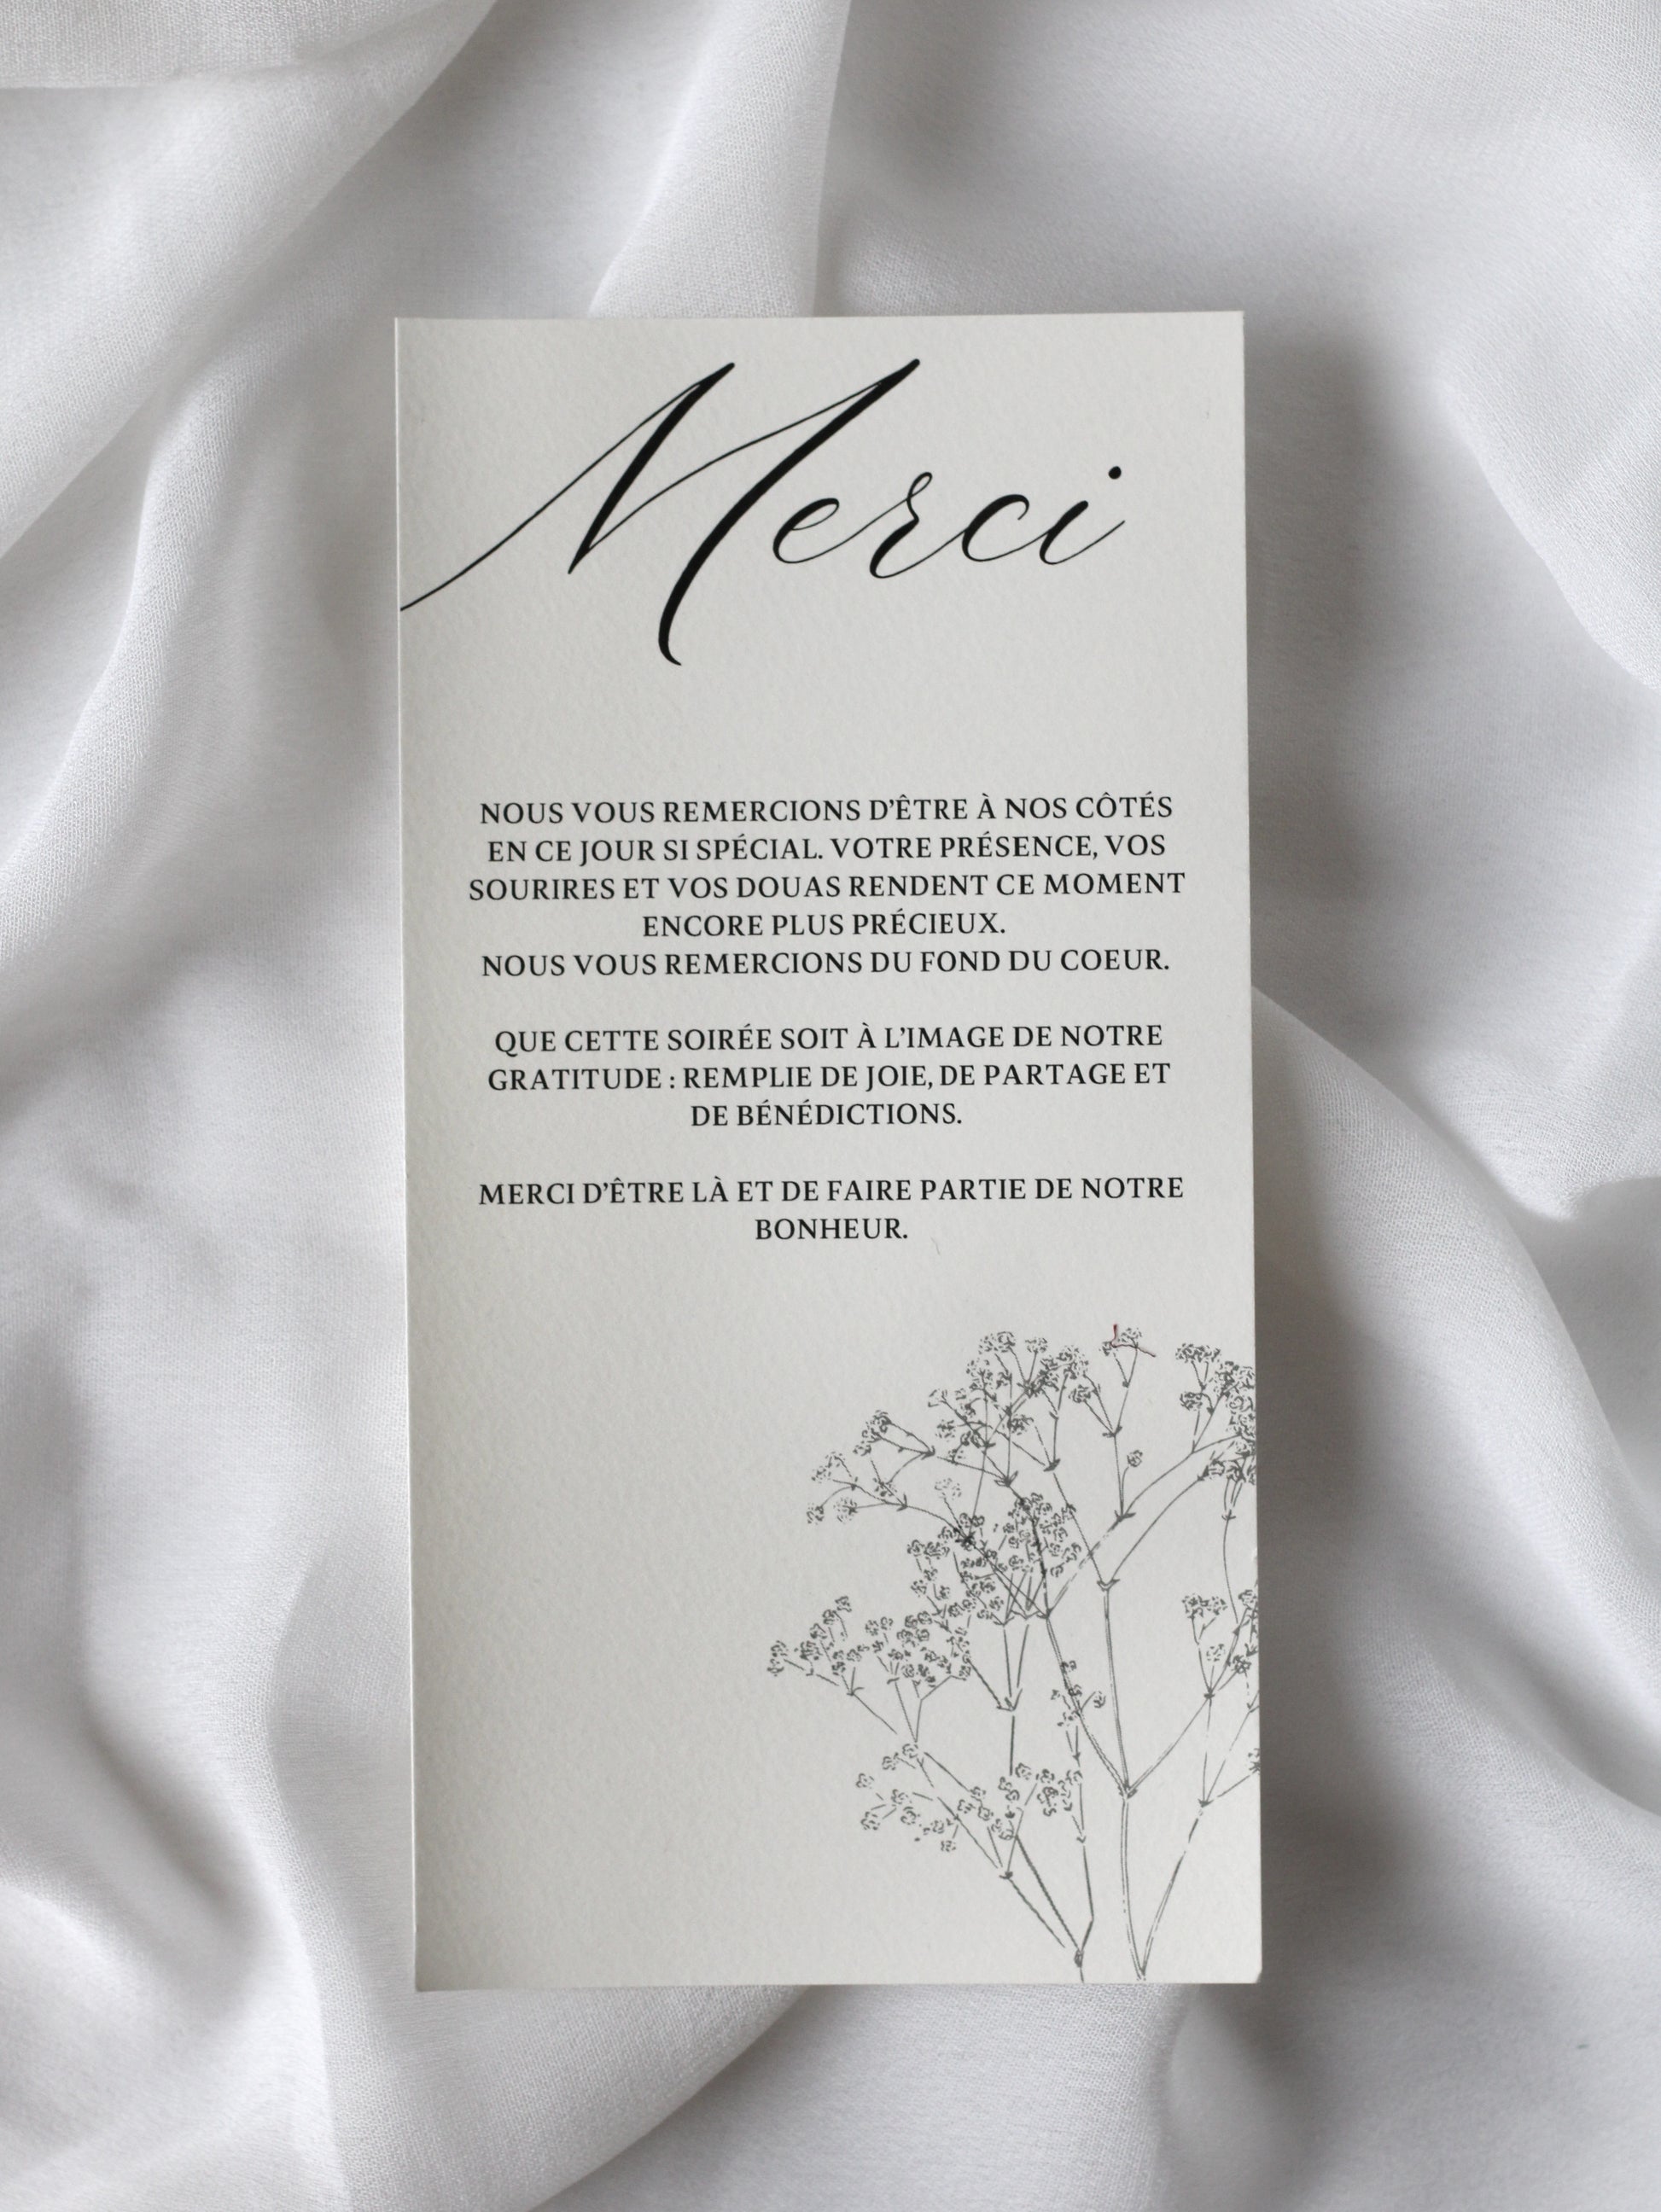 Merci
NOUS VOUS REMERCIONS D’ÊTRE À NOS CÔTÉS
EN CE JOUR SI SPÉCIAL. VOTRE PRÉSENCE, VOS
SOURIRES ET VOS DOUAS RENDENT CE MOMENT
ENCORE PLUS PRÉCIEUX.
NOUS VOUS REMERCIONS DU FOND DU COEUR.
QUE CETTE SOIRÉE SOIT À L’IMAGE DE NOTRE
GRATITUDE : REMPLIE DE JOIE, DE PARTAGE ET
DE BÉNÉDICTIONS.
MERCI D’ÊTRE LÀ ET DE FAIRE PARTIE DE NOTRE
BONHEUR.